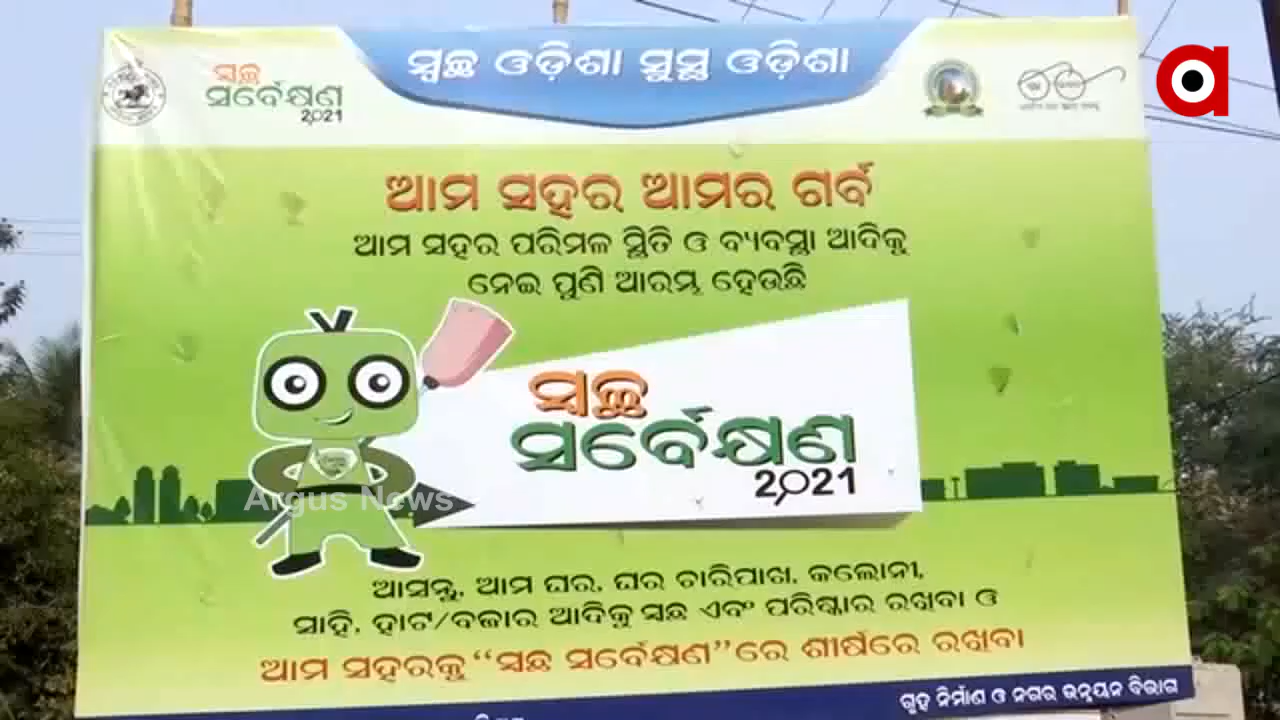 ସ୍ୱଚ୍ଛ ଓଡ଼ିଶା ସୁସ୍ଥ ଓଡ଼ିଶା
ସ୍ୱଚ୍ଛ
ସର୍ବେକ୍ଷଣ
2021
ଆମ ସହର ଆମର ଗର୍ବ
ଆମ ସହର ପରିମଳ ସ୍ଥିତି ଓ ବ୍ୟବସ୍ଥା ଆଦିକୁ
ନେଇ ପୁଣି ଆରମ୍ଭ ହେଉଛି
ସ୍ୱଚ୍ଛ
ସର୍ବେକ୍ଷଣ
2021
Argus News
ଆସନ୍ତୁ, ଆମ ଘର, ଘର ଚାରିପାଖ, କଲୋନୀ,
ସାହି, ହାଟ/ବଜାର ଆଦିକୁ ସ୍ୱଚ୍ଛ ଏବଂ ପରିଷ୍କାର ରଖିବା ଓ
ଆମ ସହରକୁ “ସ୍ୱଚ୍ଛ ସର୍ବେକ୍ଷଣ”ରେ ଶୀର୍ଷରେ ରଖିବା
ଗୃହ ନିର୍ମାଣ ଓ ନଗର ଉନ୍ନୟନ ବିଭାଗ